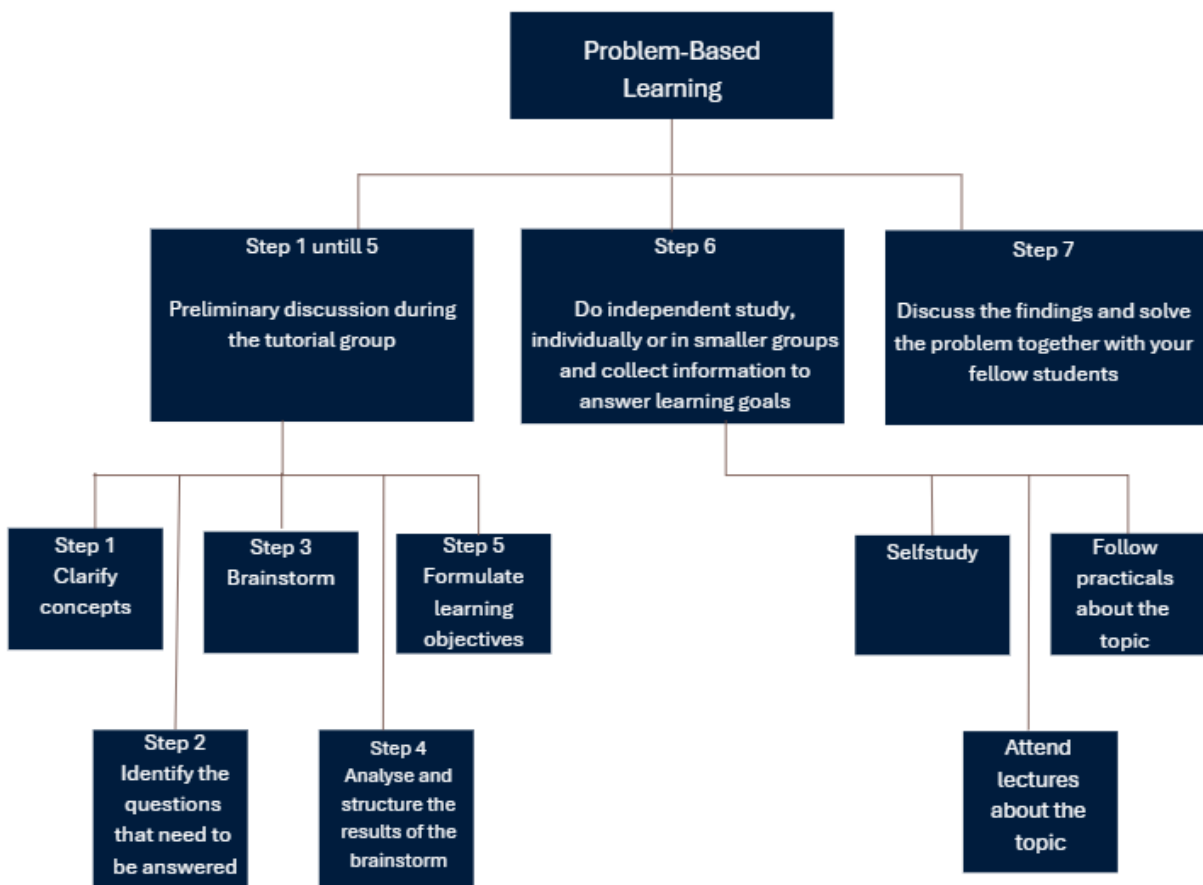 Problem-Based
Learning
Step 1 untill 5
Preliminary discussion during
the tutorial group
Step 6
Do independent study,
individually or in smaller groups
and collect information to
answer learning goals
Step 7
Discuss the findings and solve
the problem together with your
fellow students
Step 1
Clarify
concepts
Step 2
Identify the
questions
that need to
be answered
Step 3
Brainstorm
Step 4
Analyse and
structure the
results of the
brainstorm
Step 5
Formulate
learning
objectives
Selfstudy
Attend
lectures
about the
topic
Follow
practicals
about the
topic